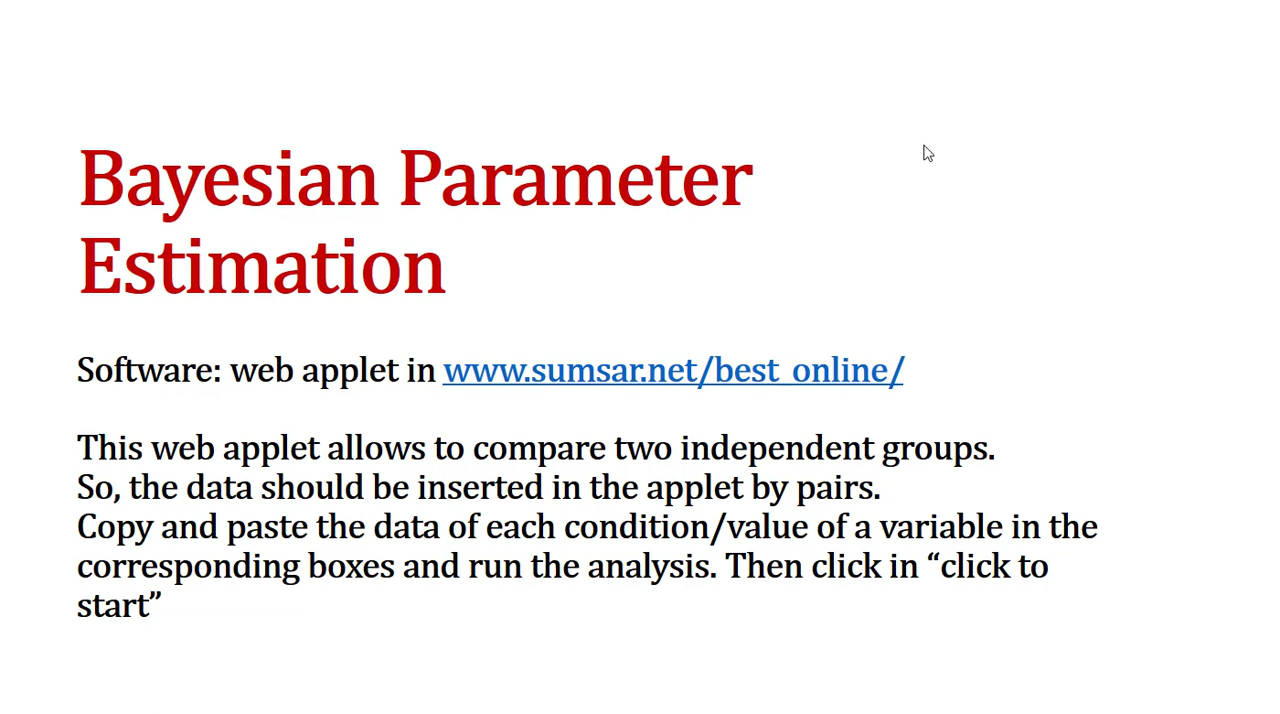 Bayesian Parameter
Estimation
Software: web applet in www.sumsar.net/best_online/
This web applet allows to compare two independent groups.
So, the data should be inserted in the applet by pairs.
Copy and paste the data of each condition/value of a variable in the
corresponding boxes and run the analysis. Then click in “click to
start”